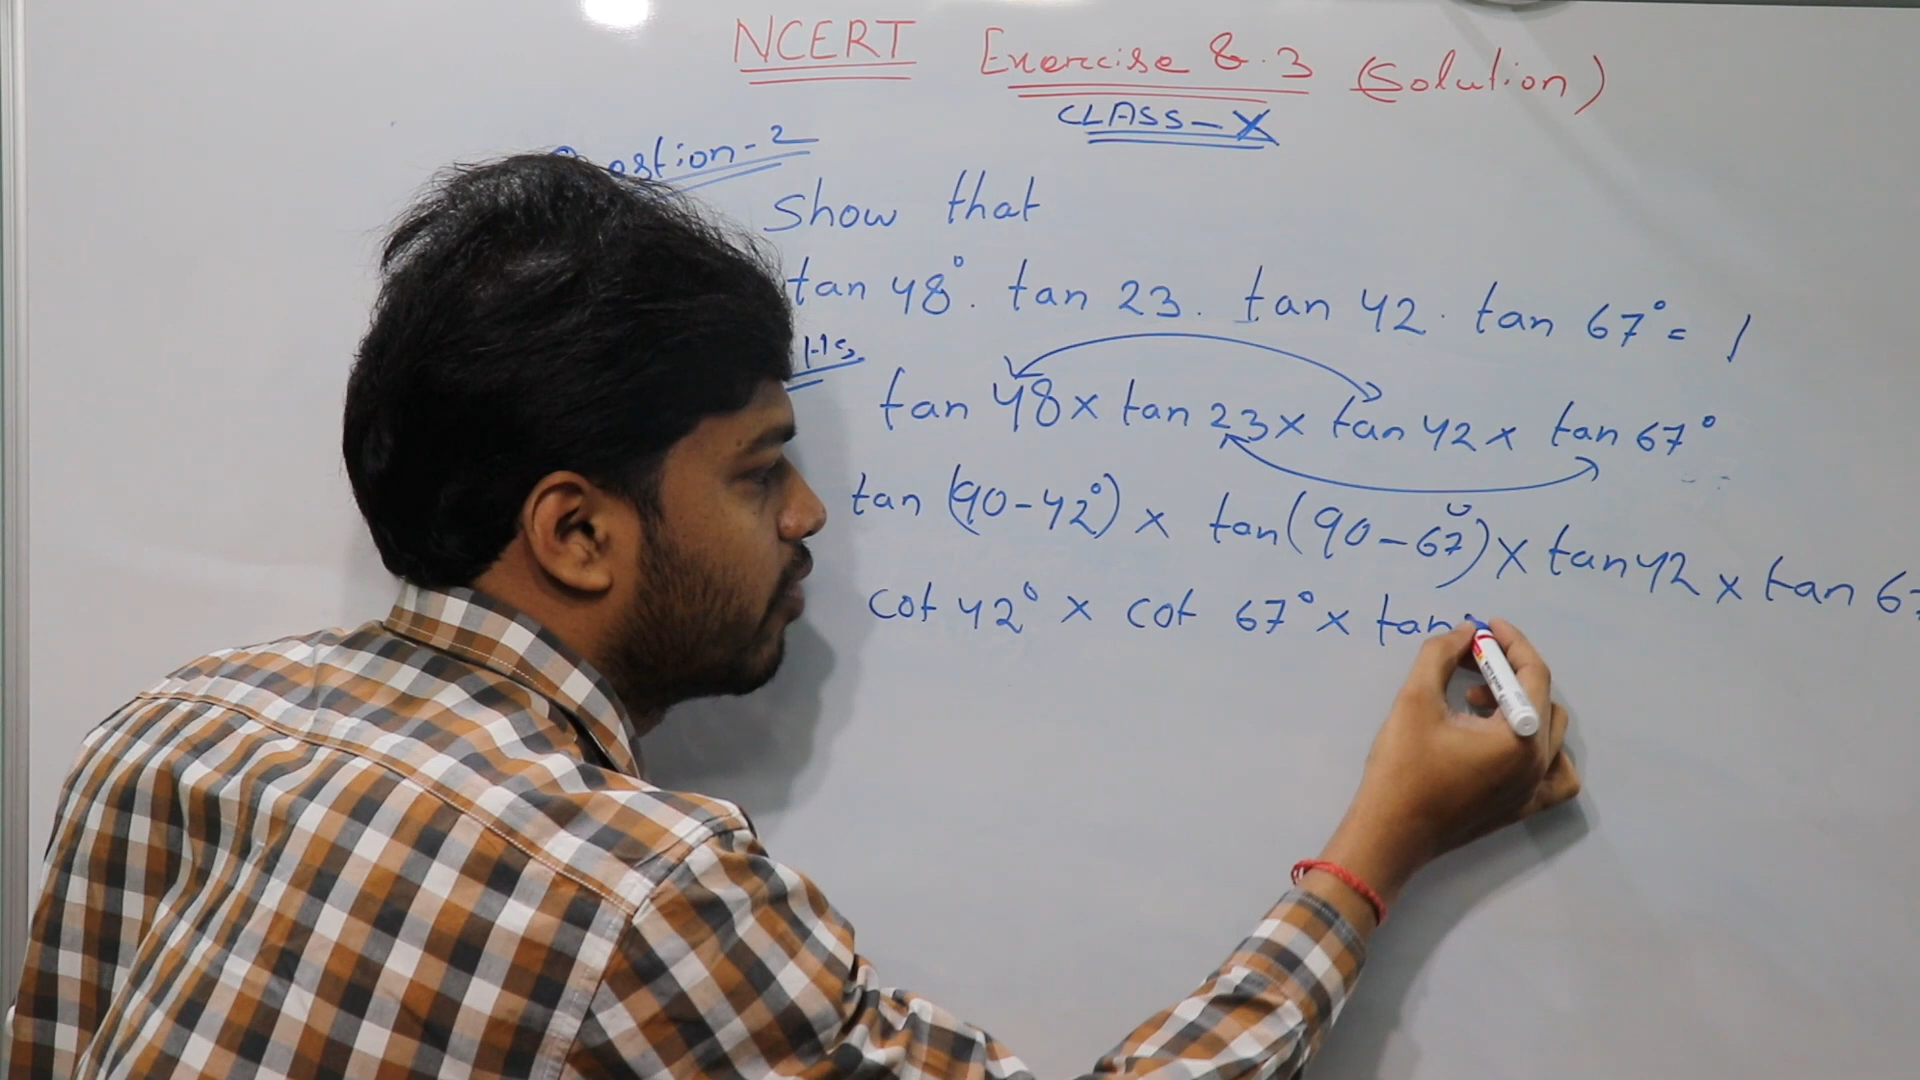 NCERT Exercise 8.3 (Solution)
CLASS-X
Question-2
Show that
tan 48°. tan 23. tan 42. tan 67° = 1
tan 48 × tan 23 × tan 42 × tan 67°
tan (90-42°) × tan(90-67°) × tan 42 × tan 67
cot 42° × cot 67° × tan